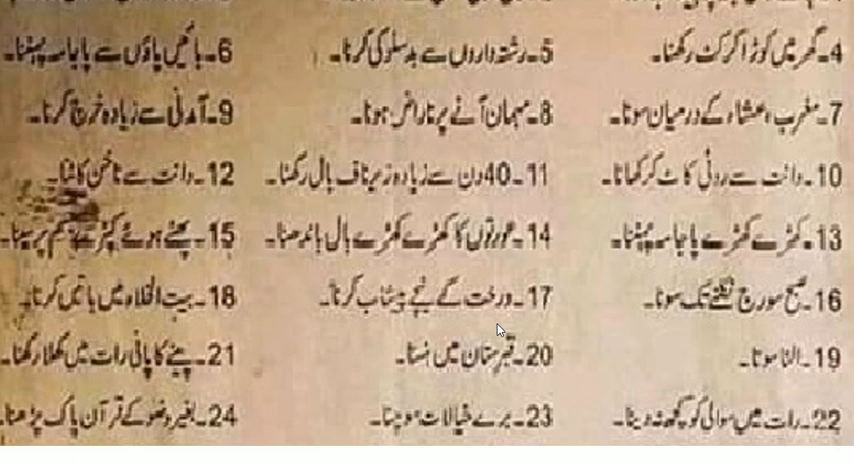 4۔گھر میں کوڑا کرکٹ رکھنا۔ 5۔رشتہ داروں سے بدسلوکی کرنا۔ 6۔بائیں پاؤں سے پاجامہ پہننا۔
7۔مغرب، عشاء کے درمیان سونا۔ 8۔مہمان آنے پر ناراض ہونا۔ 9۔آمدنی سے زیادہ خرچ کرنا۔
10۔دانت سے روٹی کاٹ کر کھانا۔ 11۔40 دن سے زیادہ زیر ناف بال رکھنا۔ 12۔دانت سے ناخن کاٹنا۔
13۔کھڑے کھڑے پاجامہ پہننا۔ 14۔عورتوں کا کھڑے کھڑے بال باندھنا۔ 15۔پھٹے ہوئے کپڑے جسم پر سینا۔
16۔صبح سورج نکلنے تک سونا۔ 17۔درخت کے نیچے پیشاب کرنا۔ 18۔بیت الخلاء میں باتیں کرنا۔
19۔الٹا سونا۔ 20۔قبرستان میں ہنسنا۔ 21۔پینے کا پانی رات میں کھلا رکھنا۔
22۔رات میں سوالی کو کچھ نہ دینا۔ 23۔برے خیالات سوچنا۔ 24۔بغیر وضو کے قرآن پاک پڑھنا۔